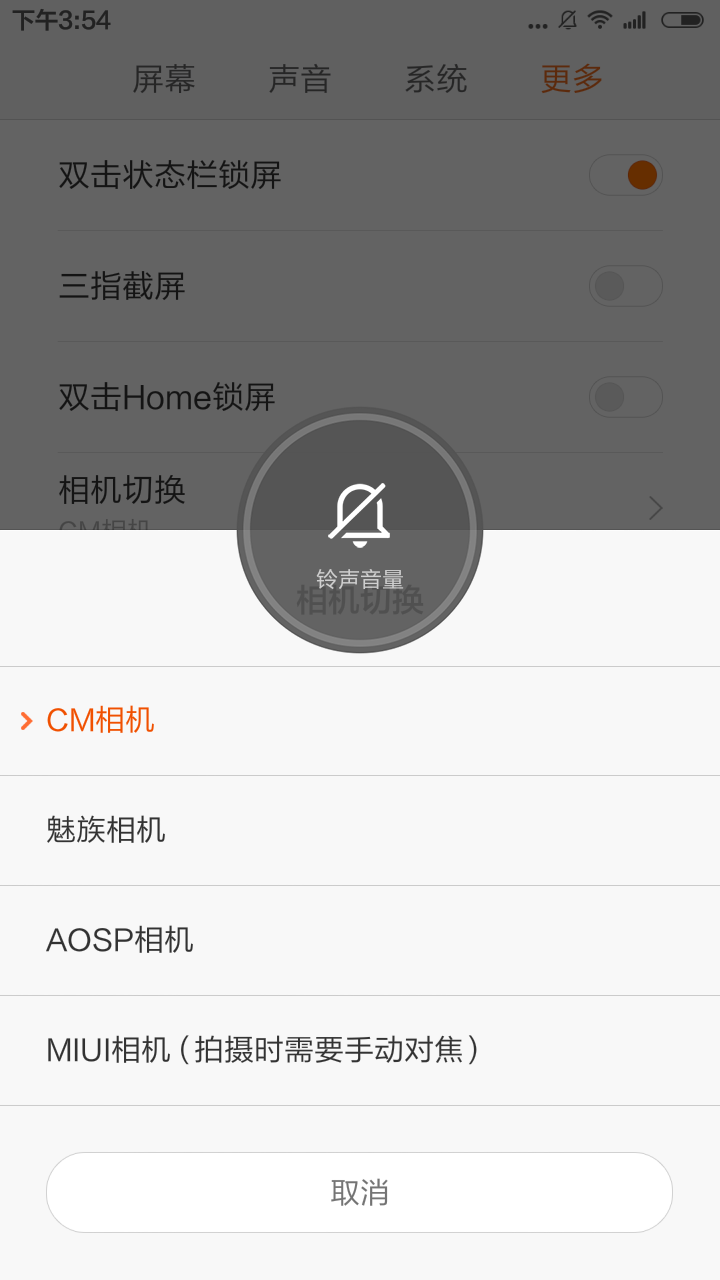 下午3:54
屏幕 声音 系统 更多
双击状态栏锁屏
三指截屏
双击Home锁屏
相机切换
CM相机
铃声音量
相机切换
CM相机
魅族相机
AOSP相机
MIUI相机（拍摄时需要手动对焦）
取消